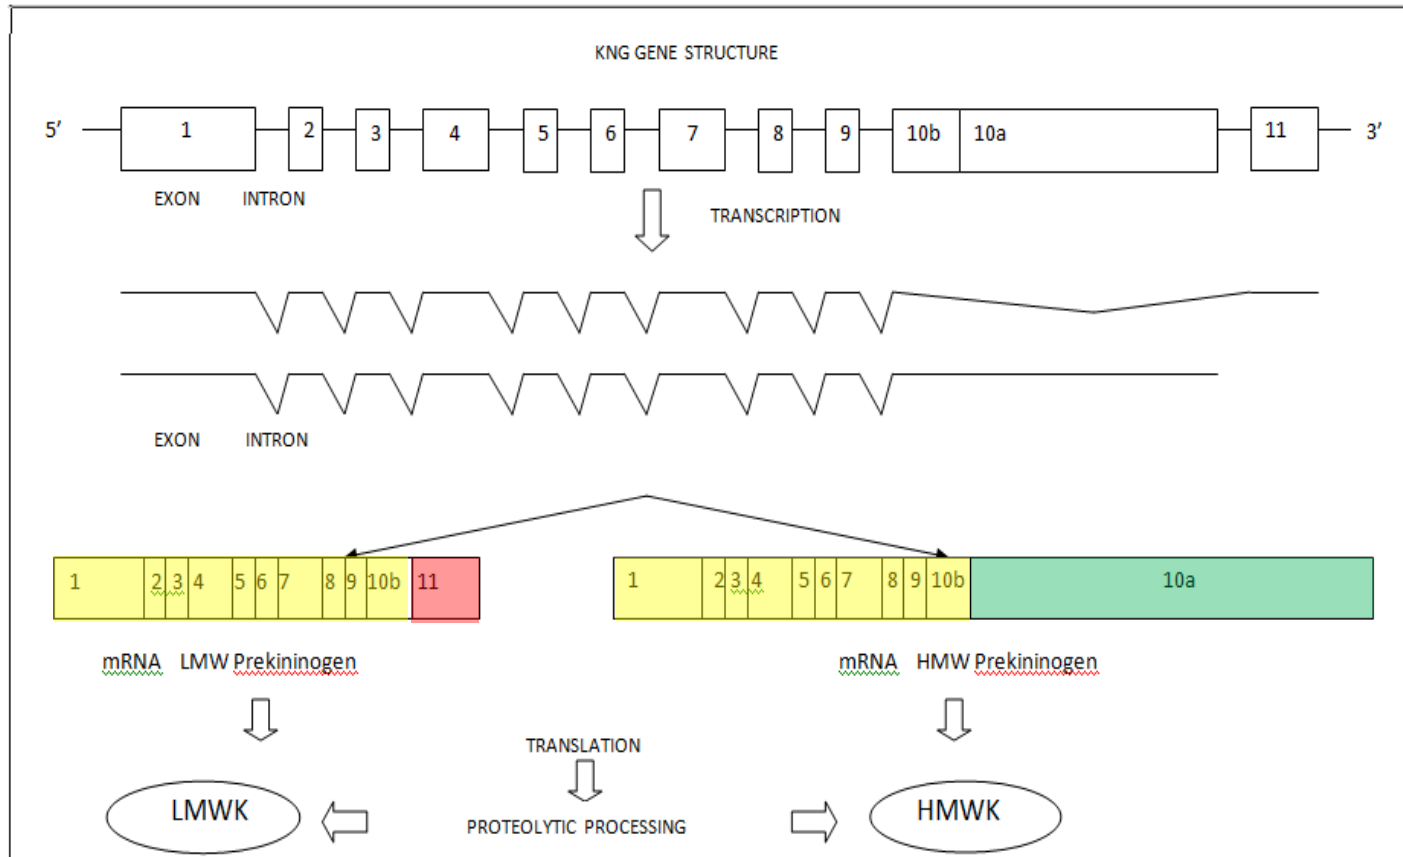 KNG GENE STRUCTURE
5’ 1 2 3 4 5 6 7 8 9 10b 10a 11 3’
EXON INTRON
TRANSCRIPTION
EXON INTRON
1 2 3 4 5 6 7 8 9 10b 11
1 2 3 4 5 6 7 8 9 10b 10a
mRNA LMW Prekininogen
mRNA HMW Prekininogen
TRANSLATION
LMWK
PROTEOLYTIC PROCESSING
HMWK